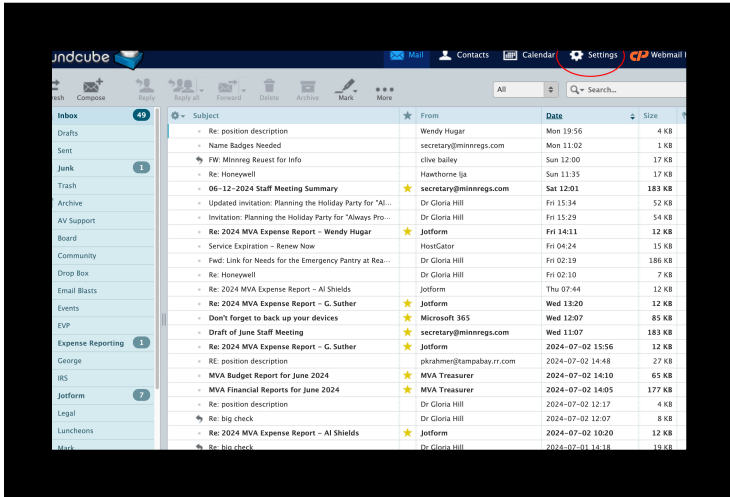 undcube Mail Contacts Calendar Settings Webmail
esh Compose Reply Reply all Forward Delete Archive Mark More All Search...
Inbox 49
Drafts
Sent
Junk 1
Trash
Archive
AV Support
Board
Community
Drop Box
Email Blasts
Events
EVP
Expense Reporting 1
George
IRS
Jotform 7
Legal
Luncheons
Mark
Subject From Date Size
Re: position description Wendy Hugar Mon 19:56 4 KB
Name Badges Needed secretary@minnregs.com Mon 11:02 1 KB
FW: MInnreg Reuest for Info clive bailey Sun 12:00 17 KB
Re: Honeywell Hawthorne lja Sun 11:35 17 KB
06-12-2024 Staff Meeting Summary secretary@minnregs.com Sat 12:01 183 KB
Updated invitation: Planning the Holiday Party for "Al... Dr Gloria Hill Fri 15:34 52 KB
Invitation: Planning the Holiday Party for "Always Pro... Dr Gloria Hill Fri 15:29 54 KB
Re: 2024 MVA Expense Report - Wendy Hugar Jotform Fri 14:11 12 KB
Service Expiration - Renew Now HostGator Fri 04:24 15 KB
Fwd: Link for Needs for the Emergency Pantry at Rea... Dr Gloria Hill Fri 02:19 186 KB
Re: Honeywell Dr Gloria Hill Fri 02:10 7 KB
Re: 2024 MVA Expense Report - Al Shields Jotform Thu 07:44 12 KB
Re: 2024 MVA Expense Report - G. Suther Jotform Wed 13:20 12 KB
Don't forget to back up your devices Microsoft 365 Wed 12:07 85 KB
Draft of June Staff Meeting secretary@minnregs.com Wed 11:07 183 KB
Re: 2024 MVA Expense Report - G. Suther Jotform 2024-07-02 15:56 12 KB
RE: position description pkrahmer@tampabay.rr.com 2024-07-02 14:48 27 KB
MVA Budget Report for June 2024 MVA Treasurer 2024-07-02 14:10 65 KB
MVA Financial Reports for June 2024 MVA Treasurer 2024-07-02 14:05 177 KB
Re: position description Dr Gloria Hill 2024-07-02 12:17 4 KB
Re: big check Dr Gloria Hill 2024-07-02 12:07 8 KB
Re: 2024 MVA Expense Report - Al Shields Jotform 2024-07-02 10:20 12 KB
Re: big check Dr Gloria Hill 2024-07-01 14:18 19 KB